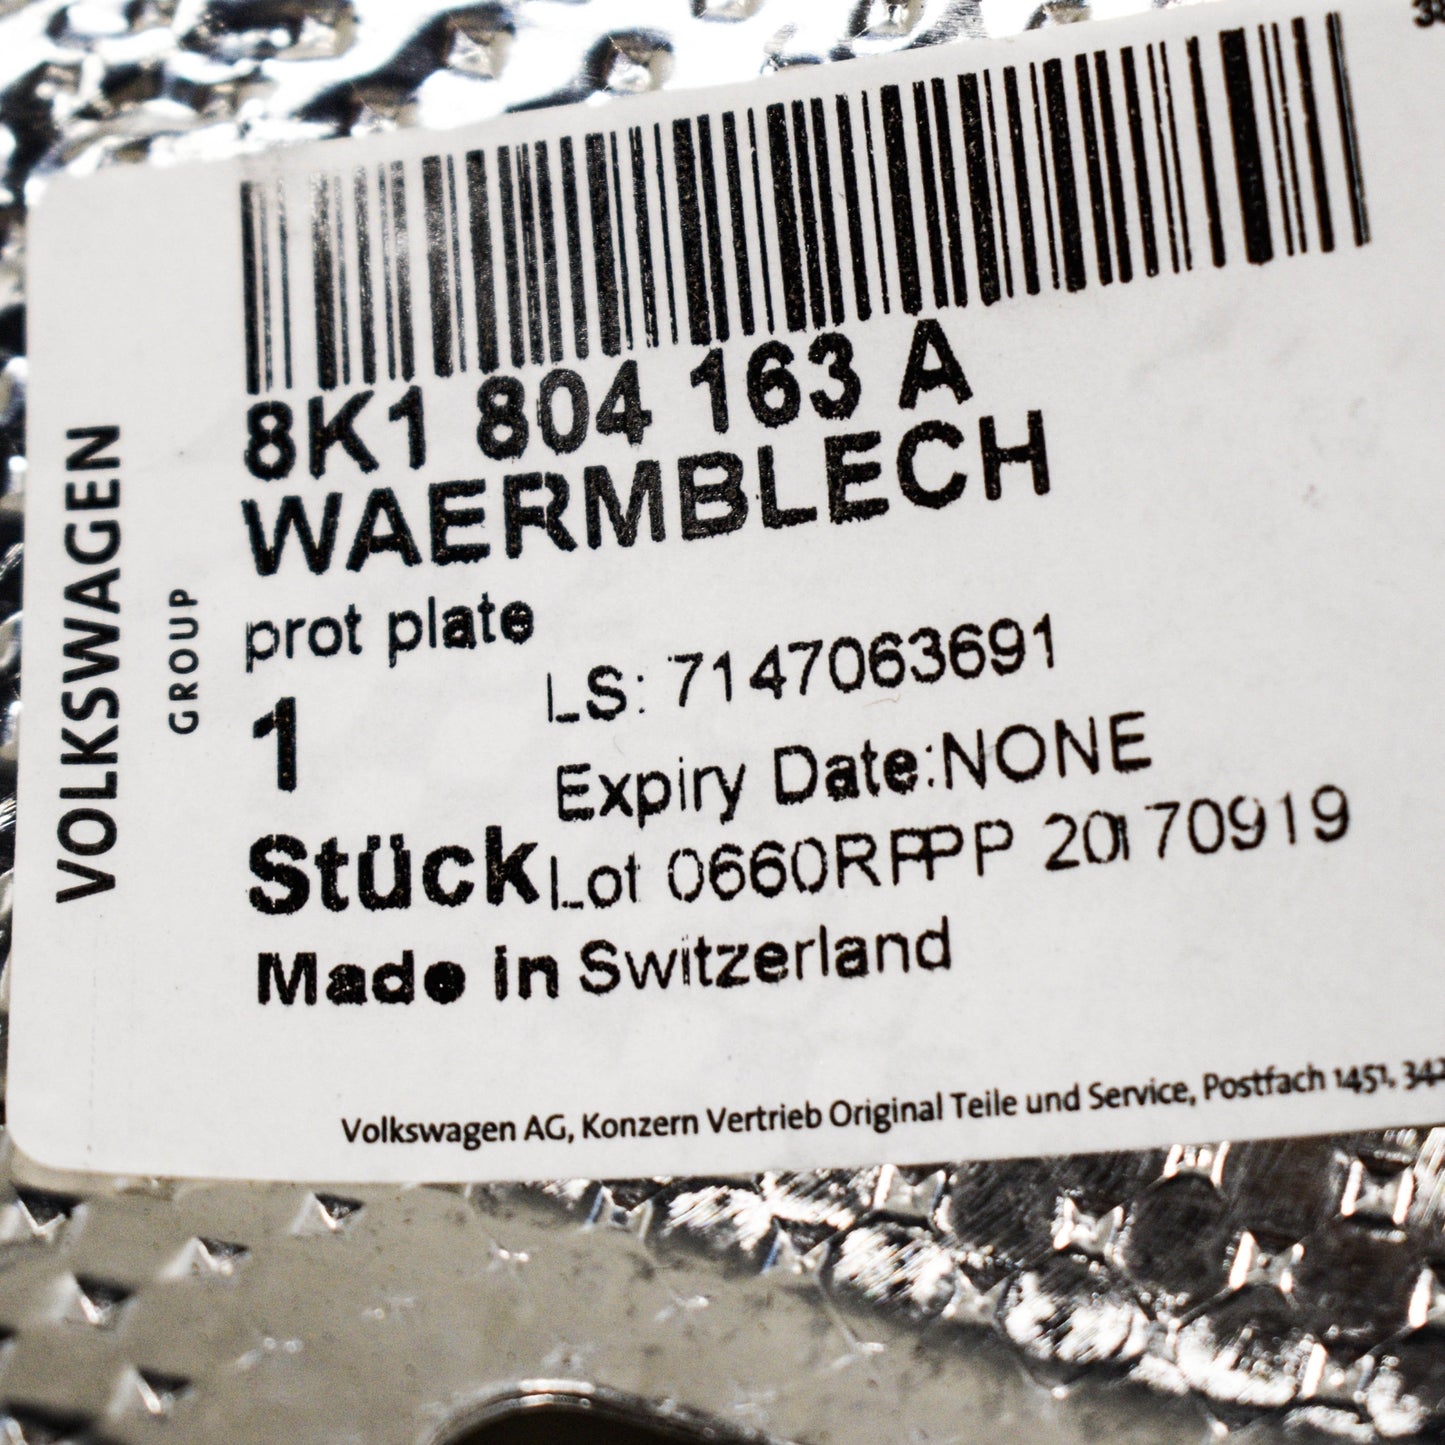 VOLKSWAGEN
GROUP
8K1 804 163 A
WAERMBLECH
prot plate
1
LS: 7147063691
Expiry Date:NONE
Stück
Lot 0660RPPP 20170919
Made in Switzerland
Volkswagen AG, Konzern Vertrieb Original Teile und Service, Postfach 1451,